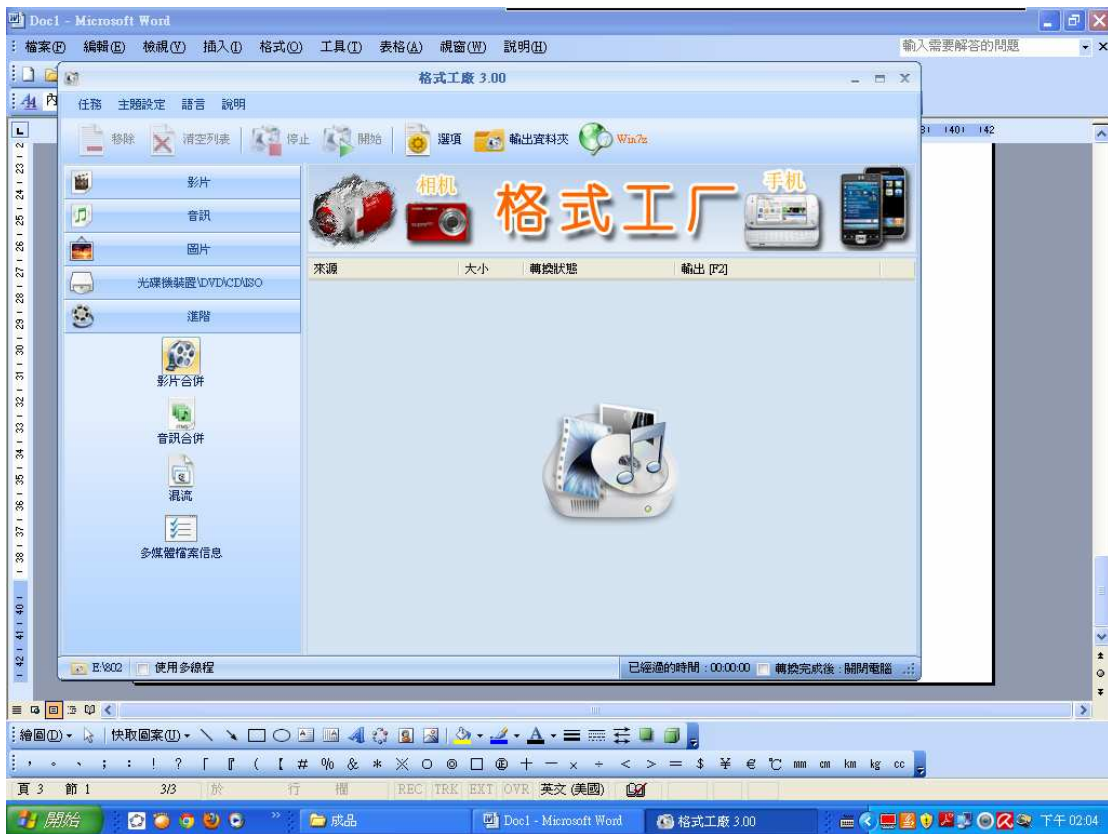 Doc1 - Microsoft Word
檔案(F) 編輯(E) 檢視(V) 插入(I) 格式(O) 工具(T) 表格(A) 視窗(W) 說明(H) 輸入需要解答的問題
格式工廠 3.00
內
任務 主題設定 語言 說明
移除 清空列表 停止 開始 選項 輸出資料夾 Win7z
影片
音訊
圖片
光碟機裝置\DVD\CD\ISO
進階
影片合併
音訊合併
混流
多媒體檔案信息
相机 格式工厂 手机
來源 大小 轉換狀態 輸出 [F2]
E:\802 使用多線程 已經過的時間 : 00:00:00 轉換完成後 : 關閉電腦
繪圖(D) 快取圖案(U)
， 。 、 ； ： ！ ？ 「 『 （ 【 # % & * ※ ○ ◎ □ ⊕ ＋ － × ÷ < > = $ ¥ € ℃ mm cm km kg cc
頁 3 節 1 3/3 於 行 欄 REC TRK EXT OVR 英文 (美國)
開始 成品 Doc1 - Microsoft Word 格式工廠 3.00 下午 02:04